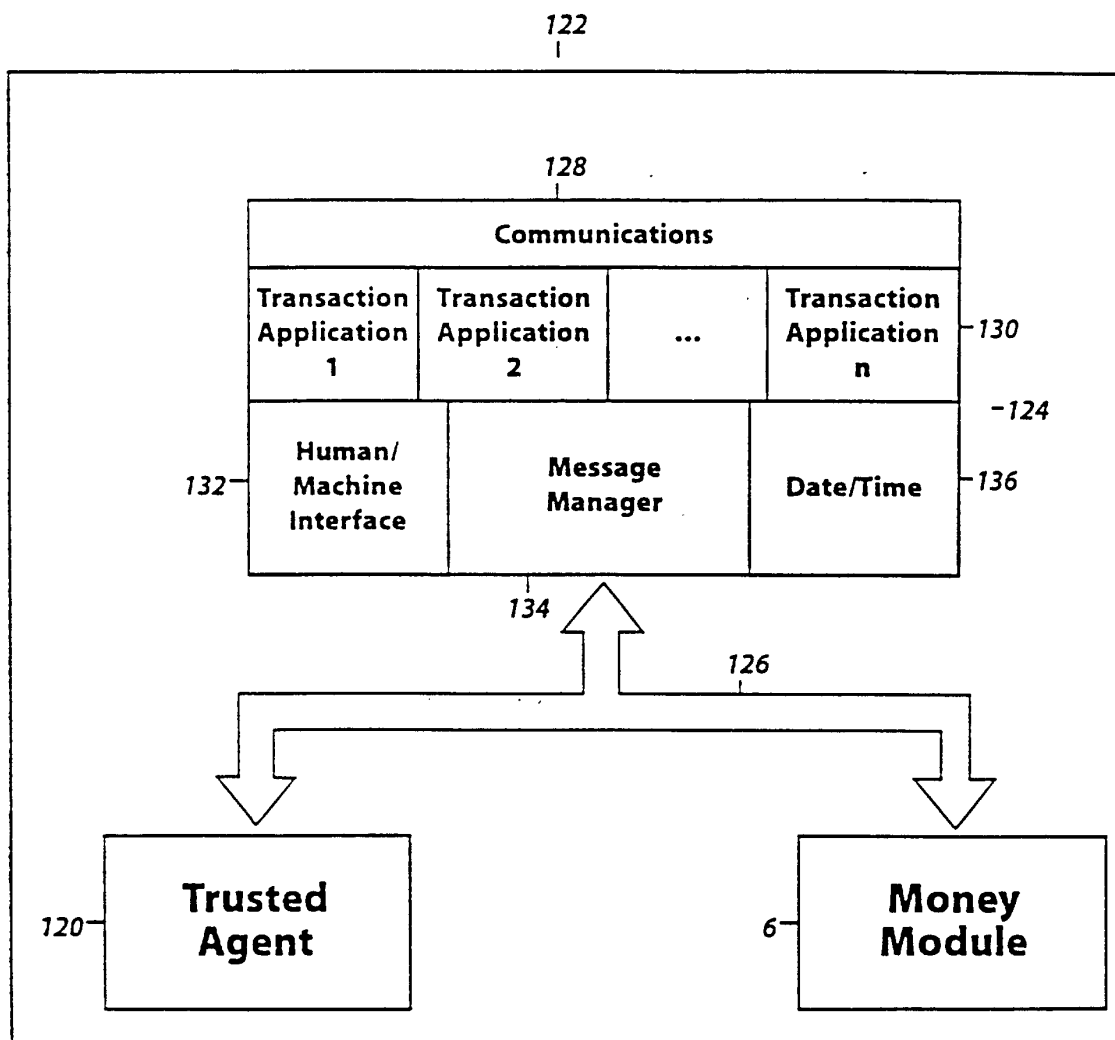 122
128
Communications
Transaction Application 1
Transaction Application 2
...
Transaction Application n
130
124
132
Human/
Machine
Interface
Message
Manager
Date/Time
136
134
126
120
Trusted
Agent
6
Money
Module